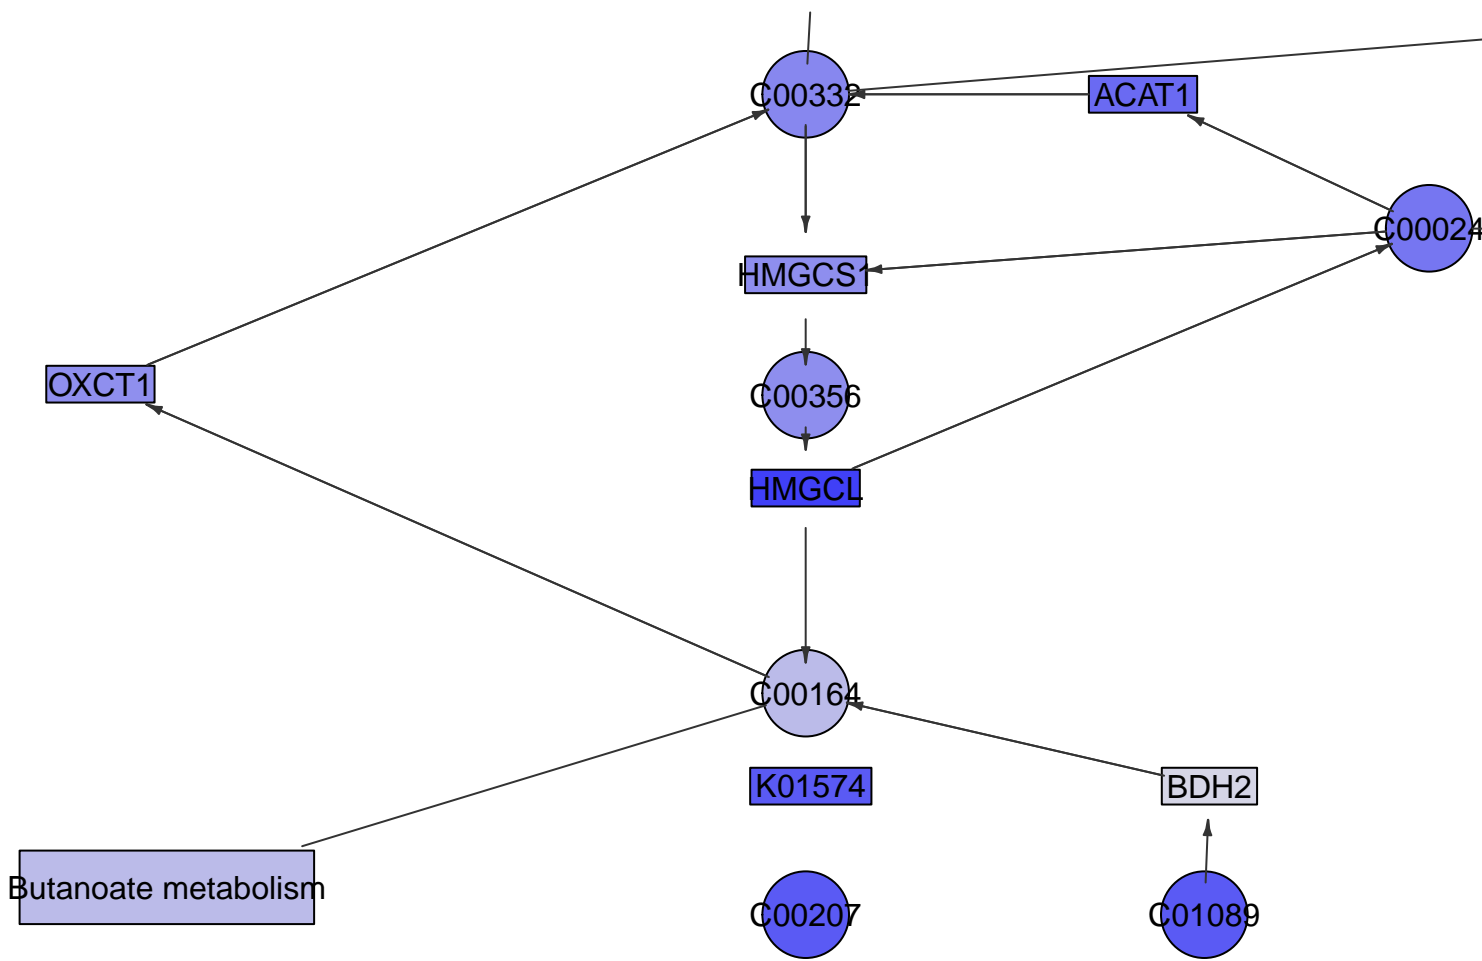 C00332
ACAT1
C00024
HMGCS1
OXCT1
C00356
HMGCL
C00164
K01574
BDH2
Butanoate metabolism
C00207
C01089